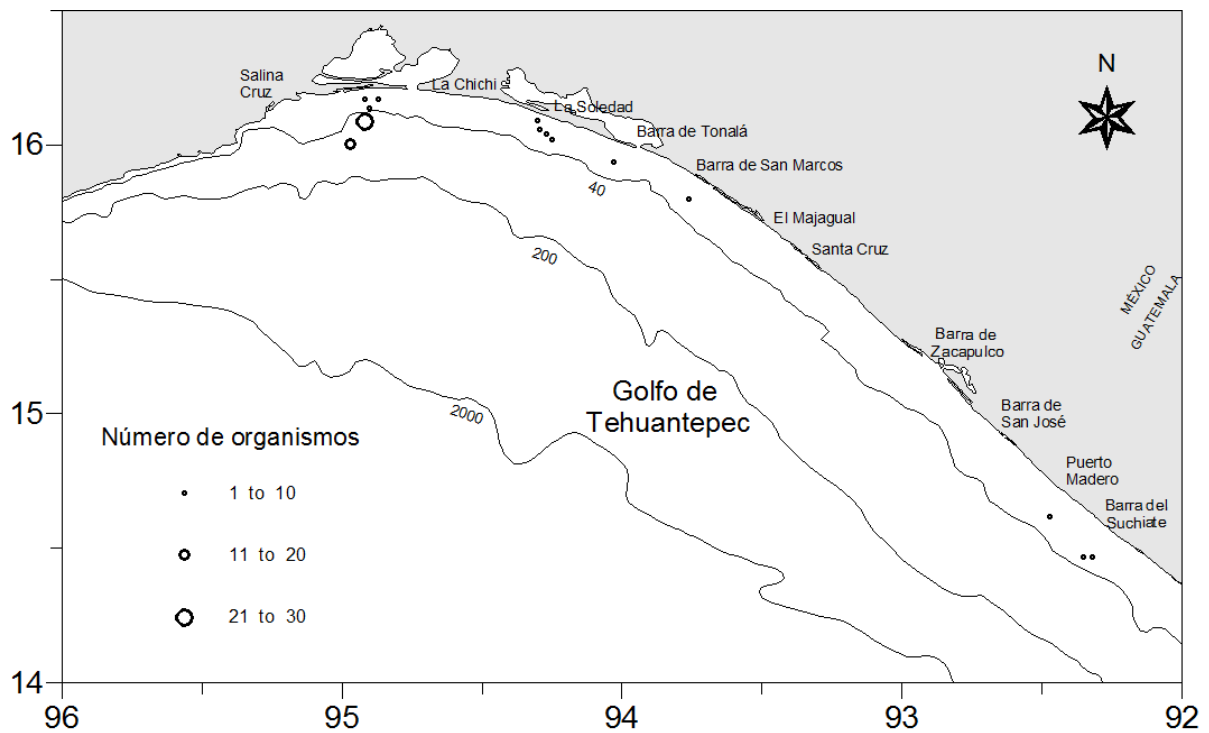 N
Salina
Cruz
La Chichi
La Soledad
Barra de Tonalá
16
Barra de San Marcos
40
El Majagual
Santa Cruz
200
MÉXICO
GUATEMALA
Barra de
Zacapulco
Golfo de
Tehuantepec
15
2000
Barra de
San José
Número de organismos
Puerto
Madero
1 to 10
Barra del
Suchiate
11 to 20
21 to 30
14
96
95
94
93
92